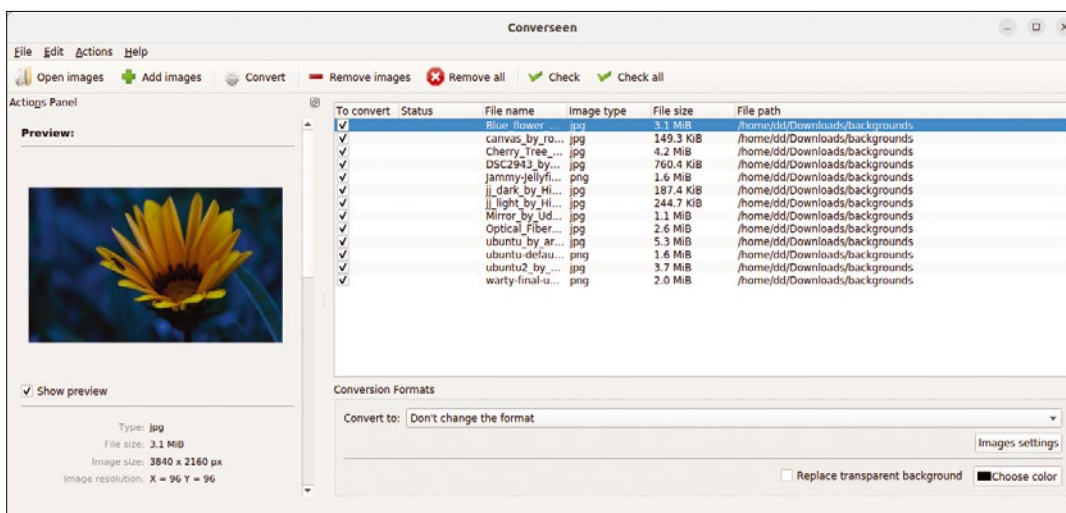 Converseen
File Edit Actions Help
Open images Add images Convert Remove images Remove all Check Check all
Actions Panel
To convert Status File name Image type File size File path
Preview:
Blue_flower_... jpg 3.1 MiB /home/dd/Downloads/backgrounds
canvas_by_ro... jpg 149.3 KiB /home/dd/Downloads/backgrounds
Cherry_Tree_... jpg 4.2 MiB /home/dd/Downloads/backgrounds
DSC2943_by... jpg 760.4 KiB /home/dd/Downloads/backgrounds
Jammy-Jellyfi... png 1.6 MiB /home/dd/Downloads/backgrounds
jj_dark_by_Hi... jpg 187.4 KiB /home/dd/Downloads/backgrounds
jj_light_by_Hi... jpg 244.7 KiB /home/dd/Downloads/backgrounds
Mirror_by_Ud... jpg 1.1 MiB /home/dd/Downloads/backgrounds
Optical_Fiber... jpg 2.6 MiB /home/dd/Downloads/backgrounds
ubuntu_by_ar... jpg 5.3 MiB /home/dd/Downloads/backgrounds
ubuntu-defau... png 1.6 MiB /home/dd/Downloads/backgrounds
ubuntu2_by_... jpg 3.7 MiB /home/dd/Downloads/backgrounds
warty-final-u... png 2.0 MiB /home/dd/Downloads/backgrounds
Show preview
Type: jpg
File size: 3.1 MiB
Image size: 3840 x 2160 px
Image resolution: X = 96 Y = 96
Conversion Formats
Convert to: Don't change the format
Images settings
Replace transparent background Choose color